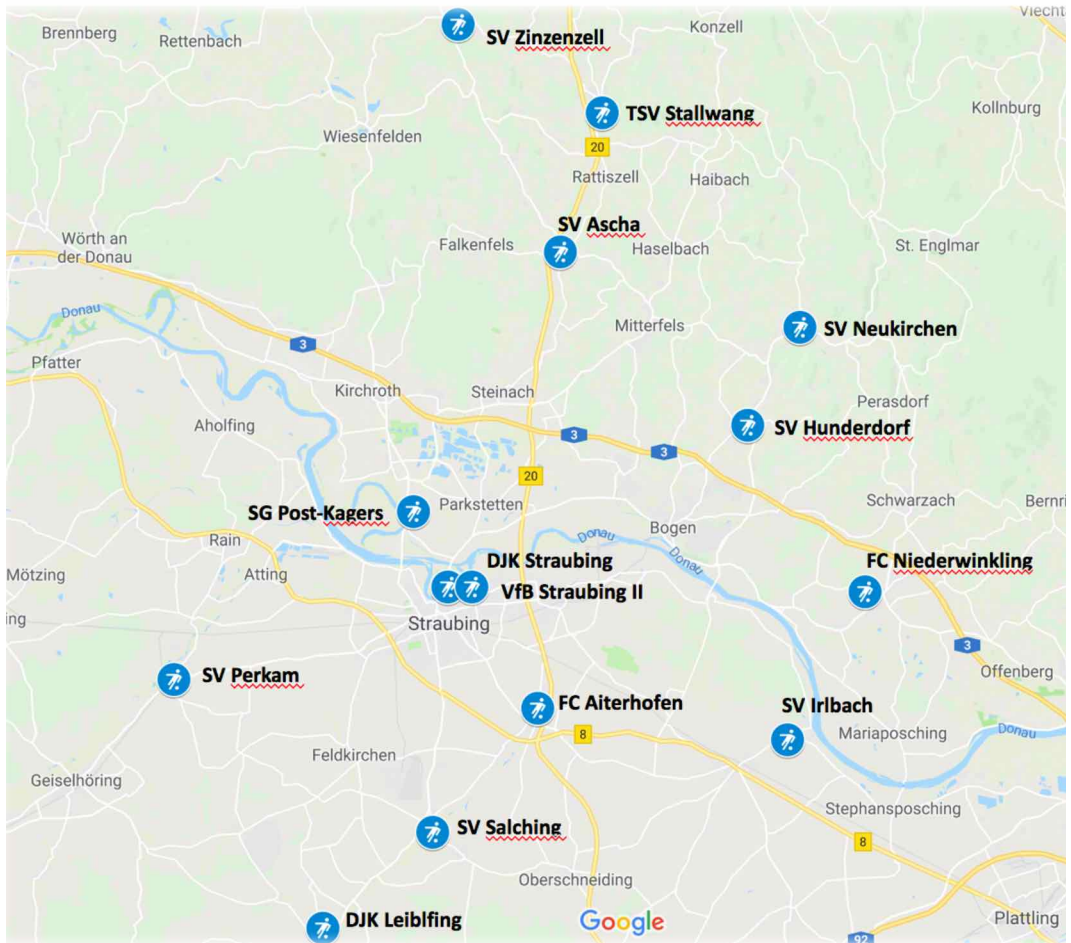 Viechta
Brennberg
Rettenbach
SV Zinzenzell
Konzell
Kollnburg
TSV Stallwang
Wiesenfelden
20
Rattiszell
Haibach
Wörth an
der Donau
Falkenfels
SV Ascha
Haselbach
St. Englmar
Donau
Mitterfels
SV Neukirchen
3
Pfatter
Kirchroth
Steinach
Perasdorf
Aholfing
SV Hunderdorf
3
3
20
SG Post-Kagers
Parkstetten
Schwarzach
Bernri
Bogen
Rain
Donau
Donau
DJK Straubing
FC Niederwinkling
Mötzing
Atting
VfB Straubing II
ing
Straubing
3
SV Perkam
Offenberg
FC Aiterhofen
SV Irlbach
8
Mariaposching
Donau
Feldkirchen
Geiselhöring
Stephansposching
SV Salching
8
Oberschneiding
DJK Leiblfing
Google
Plattling
92